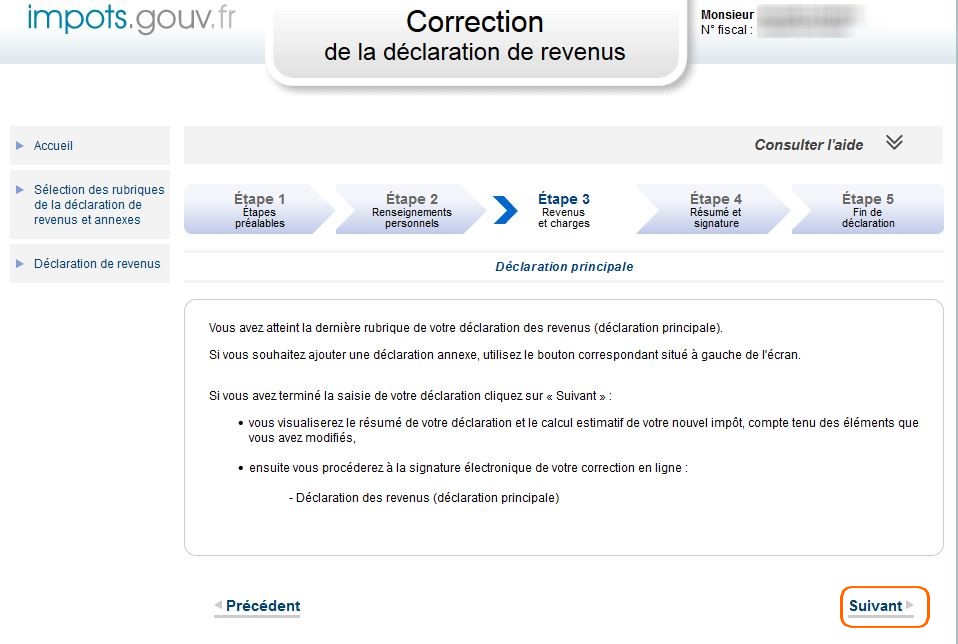 impots.gouv.fr
Correction
de la déclaration de revenus
Monsieur
N° fiscal :
Accueil
Sélection des rubriques
de la déclaration de
revenus et annexes
Déclaration de revenus
Consulter l'aide
Étape 1
Étapes
préalables
Étape 2
Renseignements
personnels
Étape 3
Revenus
et charges
Étape 4
Résumé et
signature
Étape 5
Fin de
déclaration
Déclaration principale
Vous avez atteint la dernière rubrique de votre déclaration des revenus (déclaration principale).
Si vous souhaitez ajouter une déclaration annexe, utilisez le bouton correspondant situé à gauche de l'écran.
Si vous avez terminé la saisie de votre déclaration cliquez sur « Suivant » :
• vous visualiserez le résumé de votre déclaration et le calcul estimatif de votre nouvel impôt, compte tenu des éléments que
vous avez modifiés,
• ensuite vous procéderez à la signature électronique de votre correction en ligne :
- Déclaration des revenus (déclaration principale)
Précédent
Suivant